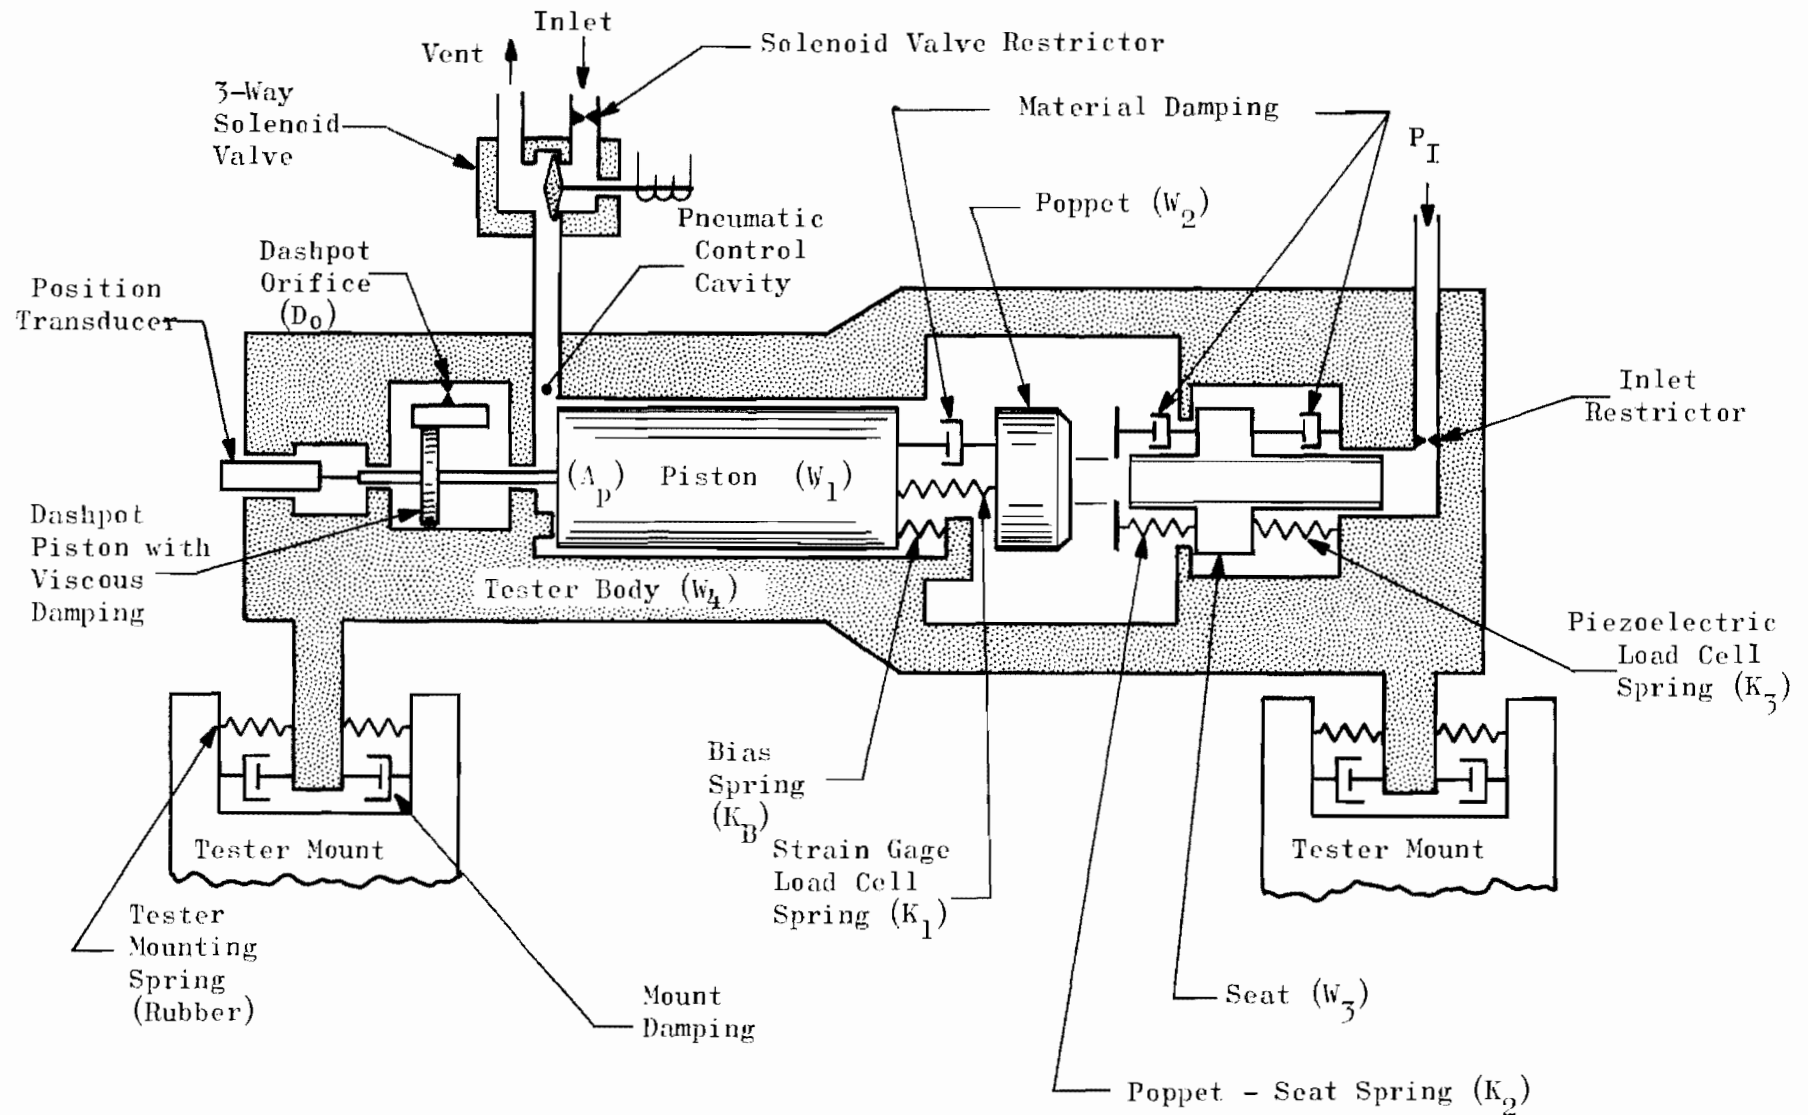 Inlet
Vent
Solenoid Valve Restrictor
3-Way
Solenoid
Valve
Material Damping
P_I
Poppet (W_2)
Pneumatic
Control
Cavity
Dashpot
Orifice
(D_o)
Position
Transducer
Inlet
Restrictor
(A_p) Piston (W_1)
Dashpot
Piston with
Viscous
Damping
Tester Body (W_4)
Piezoelectric
Load Cell
Spring (K_3)
Bias
Spring
(K_B)
Strain Gage
Load Cell
Spring (K_1)
Tester Mount
Tester Mount
Tester
Mounting
Spring
(Rubber)
Mount
Damping
Seat (W_3)
Poppet - Seat Spring (K_2)